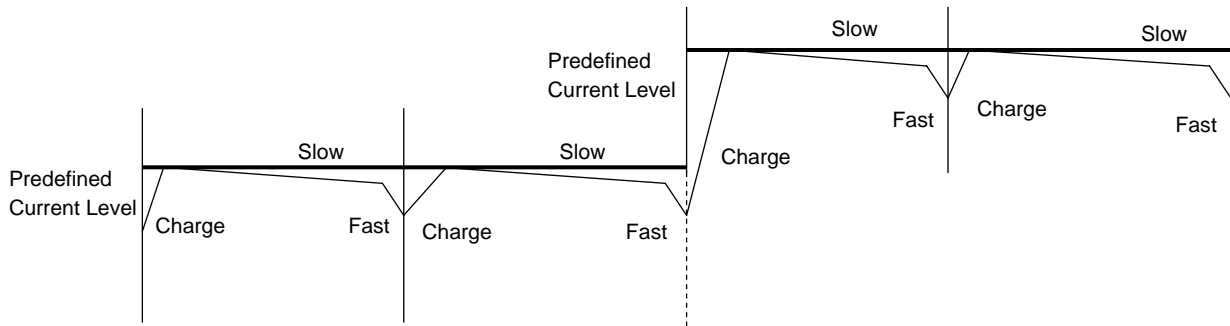 Slow
Slow
Predefined
Current Level
Fast
Charge
Fast
Slow
Slow
Charge
Predefined
Current Level
Charge
Fast
Charge
Fast